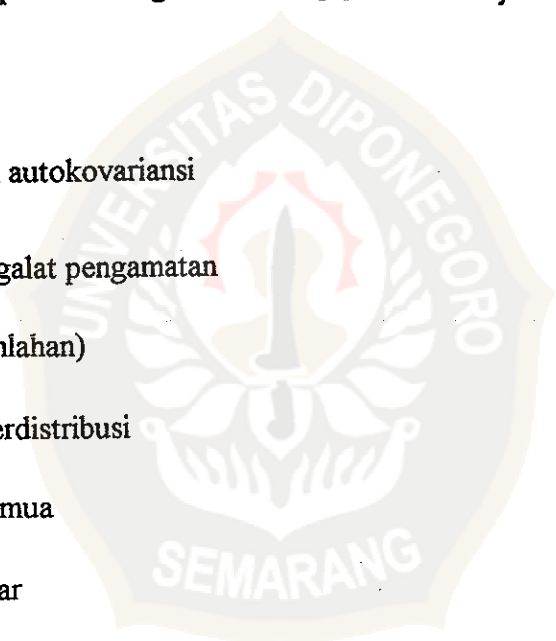 autokovariansi
galat pengamatan
nlahan)
erdistribusi
mua
ar
UNIVERSITAS DIPONEGORO
SEMARANG